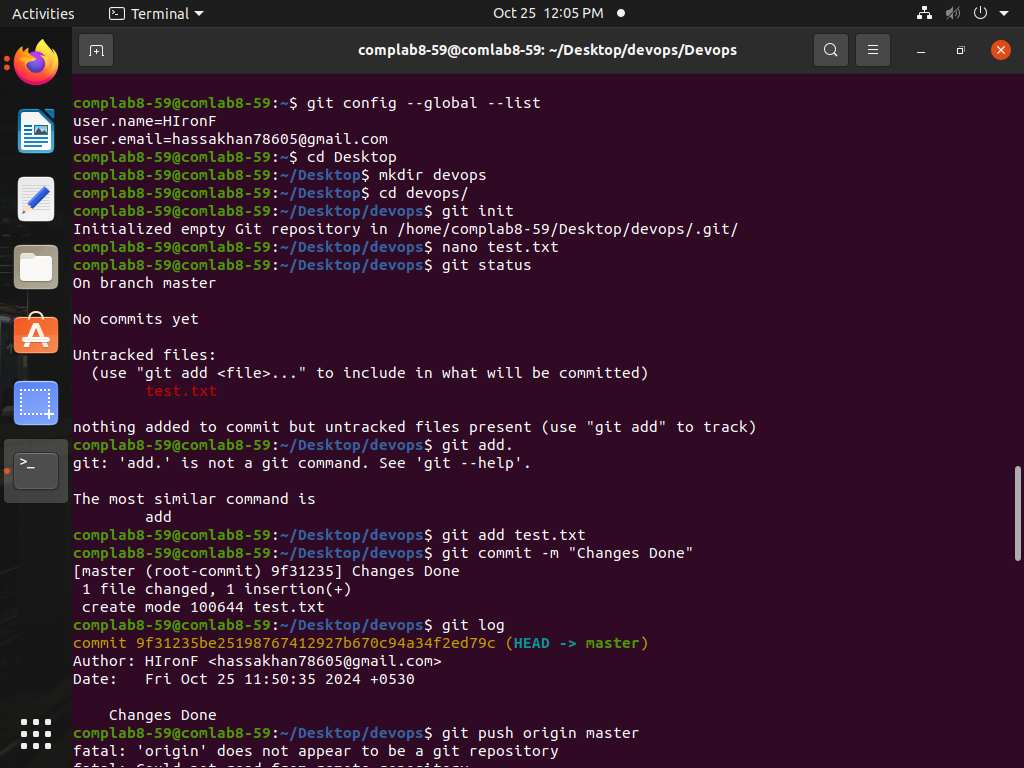 Activities
Terminal
Oct 25 12:05 PM
complab8-59@comlab8-59: ~/Desktop/devops/Devops
complab8-59@comlab8-59:~$ git config --global --list
user.name=HIronF
user.email=hassakhan78605@gmail.com
complab8-59@comlab8-59:~$ cd Desktop
complab8-59@comlab8-59:~/Desktop$ mkdir devops
complab8-59@comlab8-59:~/Desktop$ cd devops/
complab8-59@comlab8-59:~/Desktop/devops$ git init
Initialized empty Git repository in /home/complab8-59/Desktop/devops/.git/
complab8-59@comlab8-59:~/Desktop/devops$ nano test.txt
complab8-59@comlab8-59:~/Desktop/devops$ git status
On branch master
No commits yet
Untracked files:
  (use "git add <file>..." to include in what will be committed)
        test.txt
nothing added to commit but untracked files present (use "git add" to track)
complab8-59@comlab8-59:~/Desktop/devops$ git add.
git: 'add.' is not a git command. See 'git --help'.
The most similar command is
        add
complab8-59@comlab8-59:~/Desktop/devops$ git add test.txt
complab8-59@comlab8-59:~/Desktop/devops$ git commit -m "Changes Done"
[master (root-commit) 9f31235] Changes Done
 1 file changed, 1 insertion(+)
 create mode 100644 test.txt
complab8-59@comlab8-59:~/Desktop/devops$ git log
commit 9f31235be25198767412927b670c94a34f2ed79c (HEAD -> master)
Author: HIronF <hassakhan78605@gmail.com>
Date:   Fri Oct 25 11:50:35 2024 +0530
    Changes Done
complab8-59@comlab8-59:~/Desktop/devops$ git push origin master
fatal: 'origin' does not appear to be a git repository
fatal: Could not read from remote repository